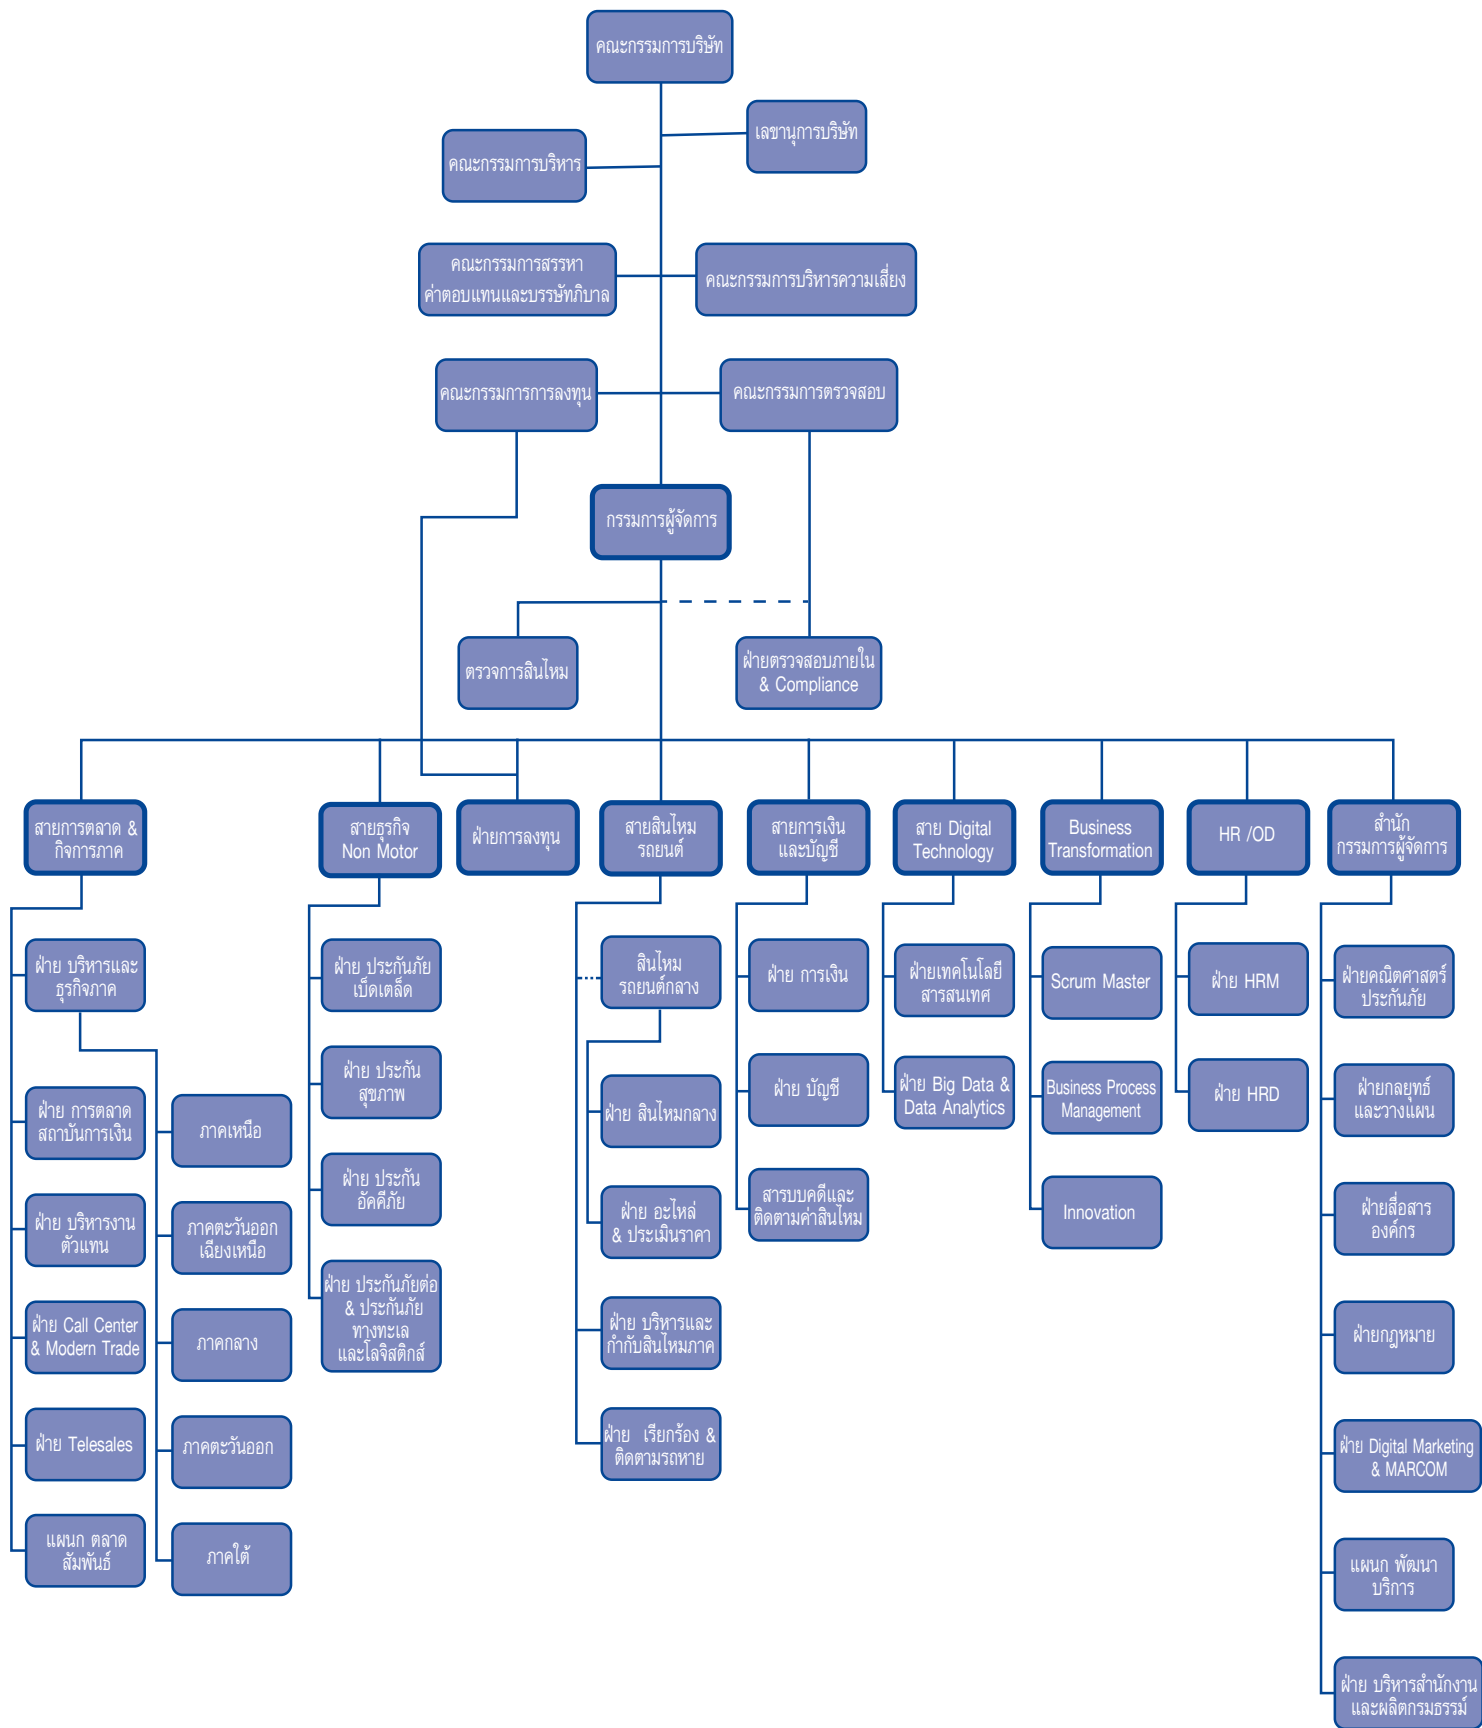 คณะกรรมการบริษัท
เลขานุการบริษัท
คณะกรรมการบริหาร
คณะกรรมการสรรหา
ค่าตอบแทนและบรรษัทภิบาล
คณะกรรมการบริหารความเสี่ยง
คณะกรรมการการลงทุน
คณะกรรมการตรวจสอบ
กรรมการผู้จัดการ
ตรวจการสินไหม
ฝ่ายตรวจสอบภายใน
& Compliance
สายการตลาด &
กิจการภาค
สายธุรกิจ
Non Motor
ฝ่ายการลงทุน
สายสินไหม
รถยนต์
สายการเงิน
และบัญชี
สาย Digital
Technology
Business
Transformation
HR /OD
สำนัก
กรรมการผู้จัดการ
ฝ่าย บริหารและ
ธุรกิจภาค
ฝ่าย การตลาด
สถาบันการเงิน
ฝ่าย บริหารงาน
ตัวแทน
ฝ่าย Call Center
& Modern Trade
ฝ่าย Telesales
แผนก ตลาด
สัมพันธ์
ภาคเหนือ
ภาคตะวันออก
เฉียงเหนือ
ภาคกลาง
ภาคตะวันออก
ภาคใต้
ฝ่าย ประกันภัย
เบ็ดเตล็ด
ฝ่าย ประกัน
สุขภาพ
ฝ่าย ประกัน
อัคคีภัย
ฝ่าย ประกันภัยต่อ
& ประกันภัย
ทางทะเล
และโลจิสติกส์
สินไหม
รถยนต์กลาง
ฝ่าย สินไหมกลาง
ฝ่าย อะไหล่
& ประเมินราคา
ฝ่าย บริหารและ
กำกับสินไหมภาค
ฝ่าย เรียกร้อง &
ติดตามรถหาย
ฝ่าย การเงิน
ฝ่าย บัญชี
สารบบคดีและ
ติดตามค่าสินไหม
ฝ่ายเทคโนโลยี
สารสนเทศ
ฝ่าย Big Data &
Data Analytics
Scrum Master
Business Process
Management
Innovation
ฝ่าย HRM
ฝ่าย HRD
ฝ่ายคณิตศาสตร์
ประกันภัย
ฝ่ายกลยุทธ์
และวางแผน
ฝ่ายสื่อสาร
องค์กร
ฝ่ายกฎหมาย
ฝ่าย Digital Marketing
& MARCOM
แผนก พัฒนา
บริการ
ฝ่าย บริหารสำนักงาน
และผลิตกรมธรรม์